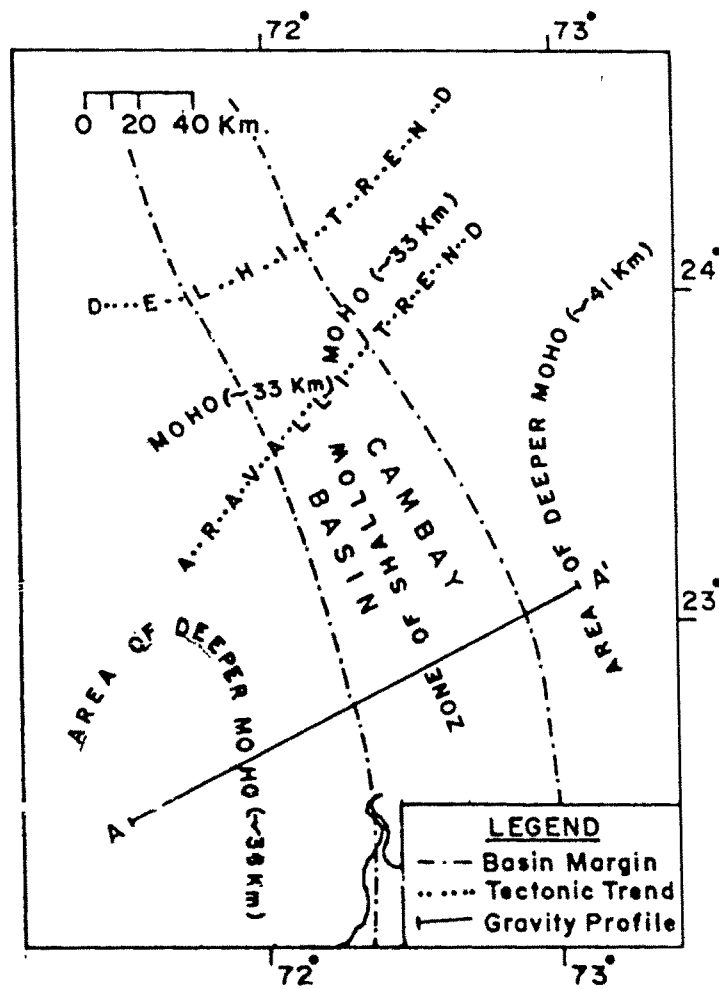 72° 73°
0 20 40 Km.
DELHI TREND
MOHO (~33 Km)
24°
AREA OF DEEPER MOHO (~41 Km)
MOHO (~33 Km)
ARAVALLI TREND
CAMBAY
BASIN
ZONE OF SHALLOW
23°
A'
AREA OF DEEPER MOHO (~36 Km)
A
LEGEND
Basin Margin
Tectonic Trend
Gravity Profile
72° 73°